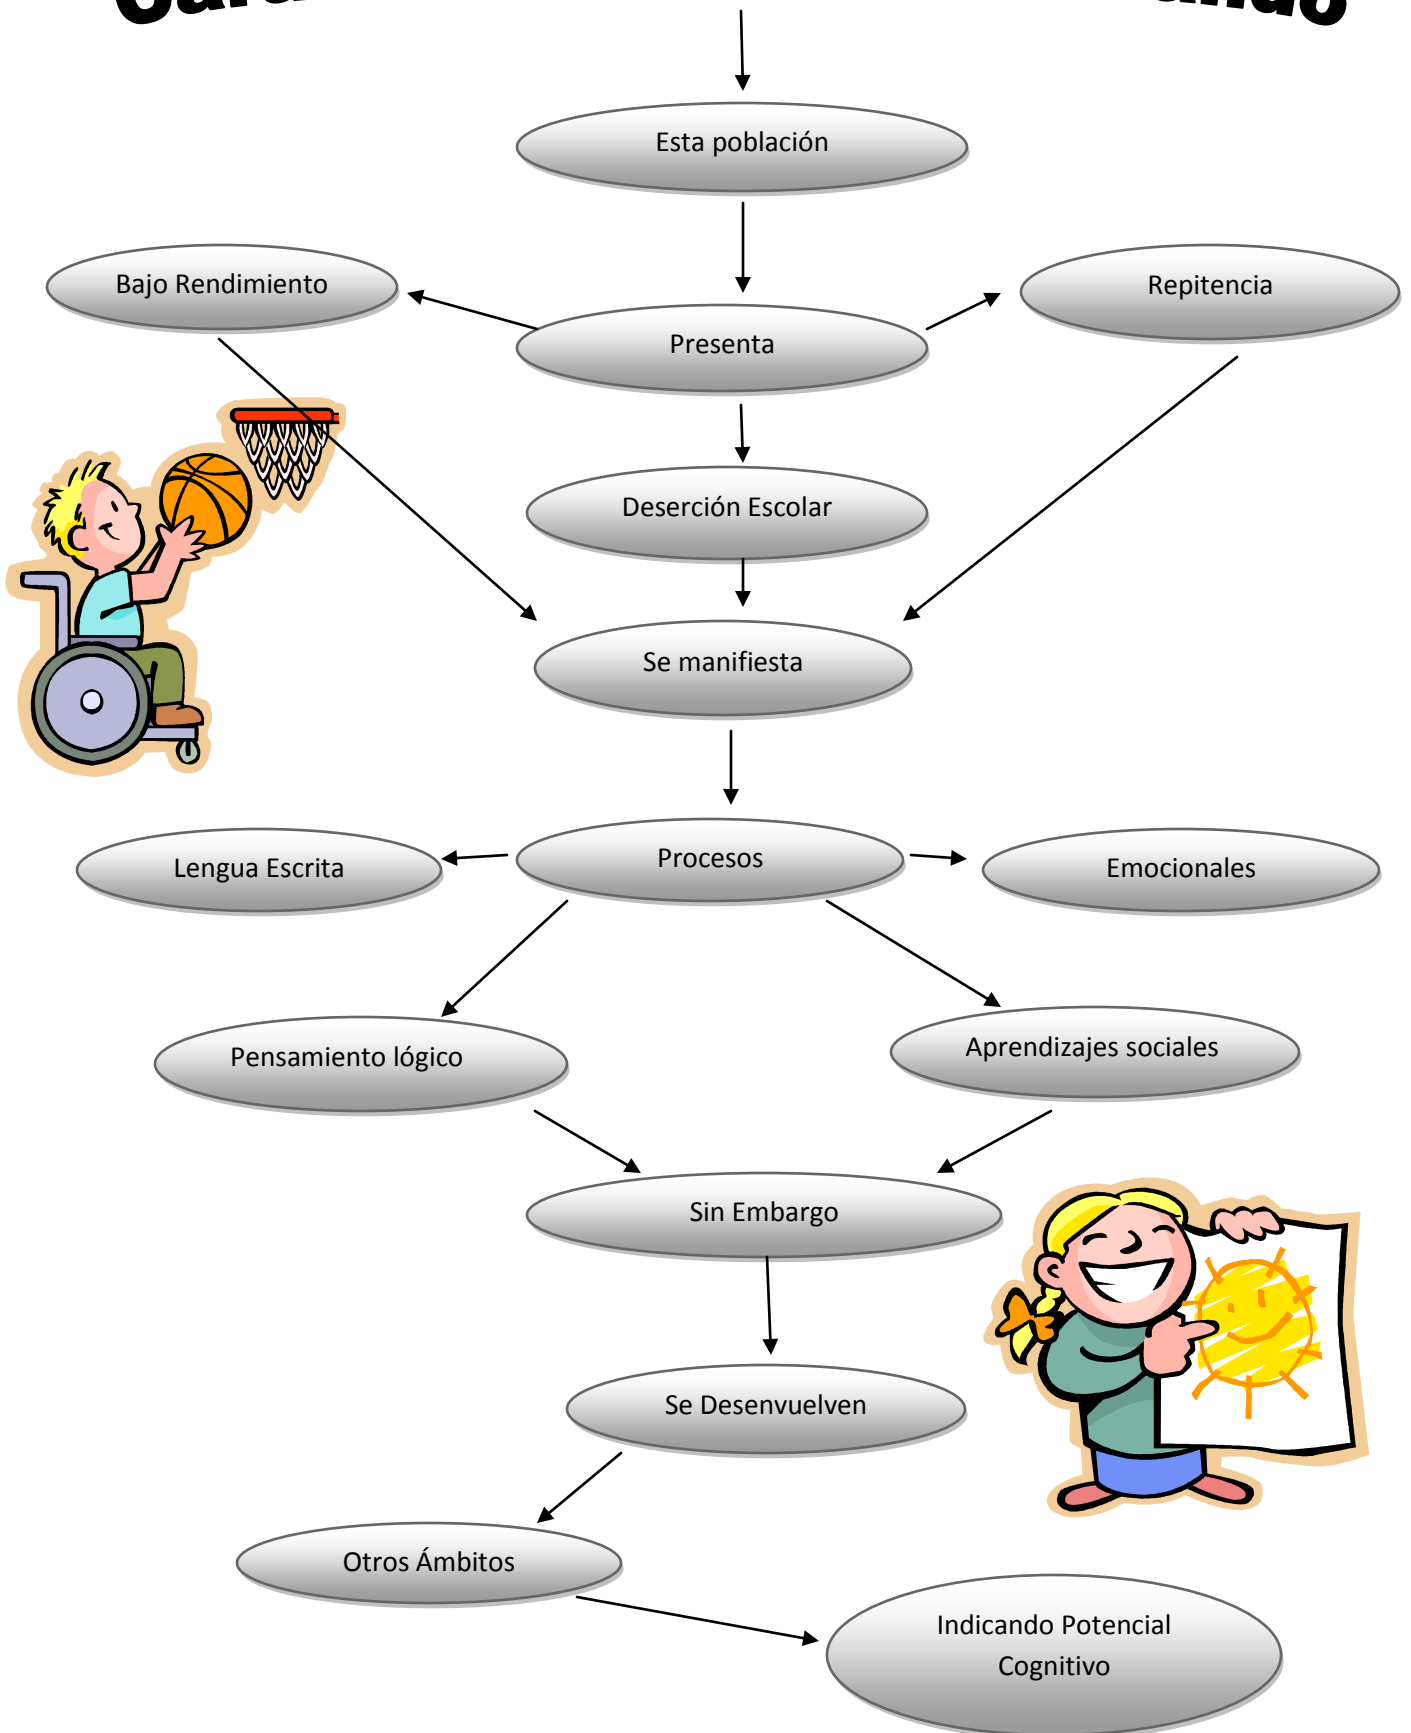 Esta población
Bajo Rendimiento
Repitencia
Presenta
Deserción Escolar
Se manifiesta
Lengua Escrita
Procesos
Emocionales
Pensamiento lógico
Aprendizajes sociales
Sin Embargo
Se Desenvuelven
Otros Ámbitos
Indicando Potencial
Cognitivo